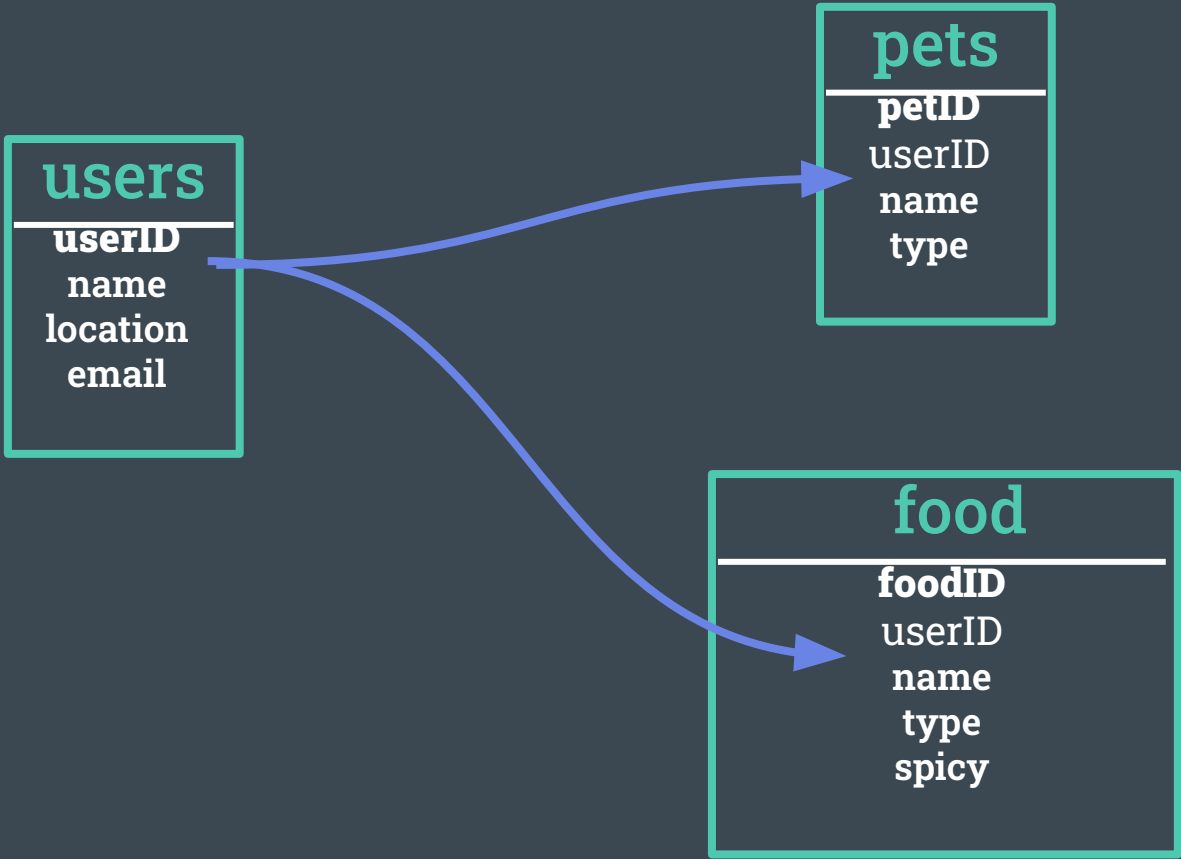 users
userID
name
location
email
pets
petID
userID
name
type
food
foodID
userID
name
type
spicy